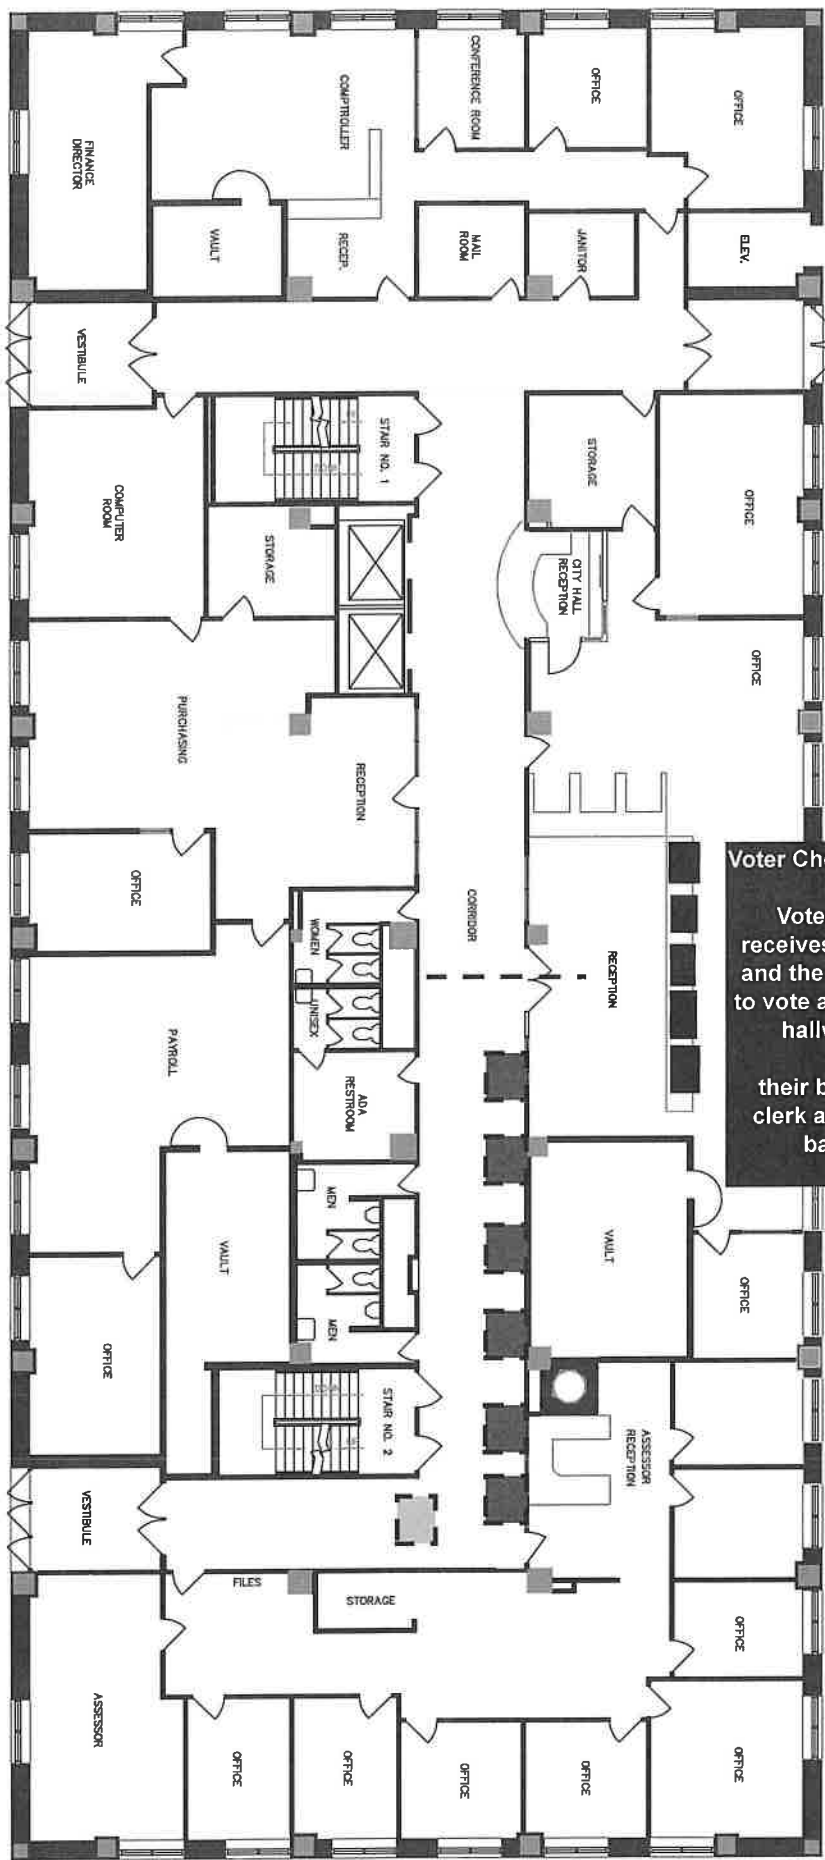 FINANCE
DIRECTOR
COMPTROLLER
CONFERENCE ROOM
OFFICE
OFFICE
VAULT
RECEP.
MAIL
ROOM
JANITOR
ELEV.
VESTIBULE
STAIR NO. 1
STORAGE
OFFICE
COMPUTER
ROOM
STORAGE
CITY HALL
RECEPTION
OFFICE
PURCHASING
RECEPTION
OFFICE
WOMEN
CORRIDOR
RECEPTION
Voter
Vote
receives
and the
to vote a
hallv
their b
clerk a
ba
UNISEX
PAYROLL
ADA
RESTROOM
MEN
VAULT
VAULT
OFFICE
MEN
OFFICE
STAIR NO. 2
ASSESSOR
RECEPTION
VESTIBULE
FILES
STORAGE
OFFICE
ASSESSOR
OFFICE
OFFICE
OFFICE
OFFICE
OFFICE